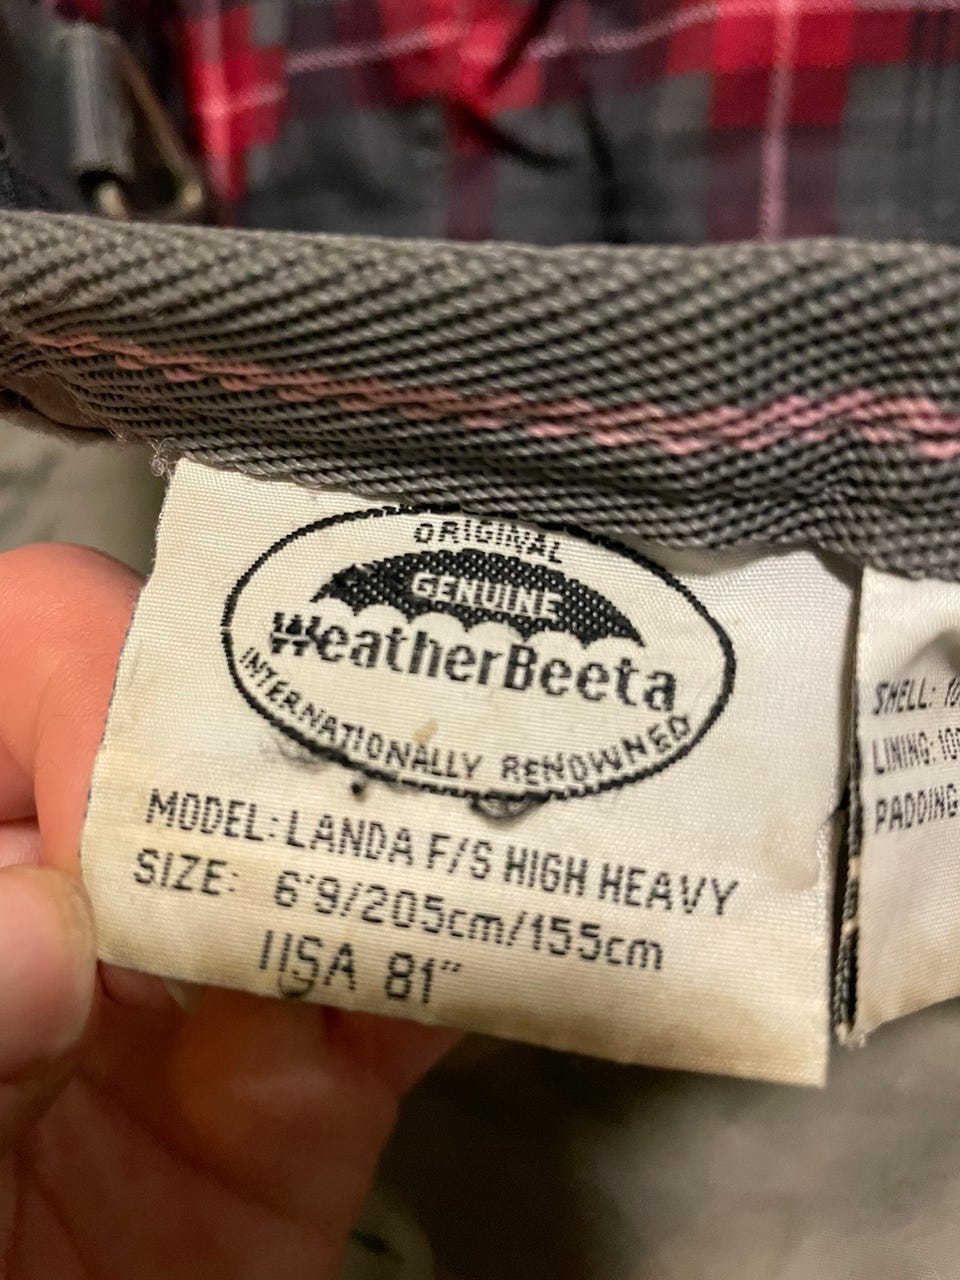 ORIGINAL
GENUINE
WeatherBeeta
INTERNATIONALLY RENOWNED
MODEL: LANDA F/S HIGH HEAVY
SIZE: 6'9/205cm/155cm
USA 81"
SHELL:
LINING:
PADDING